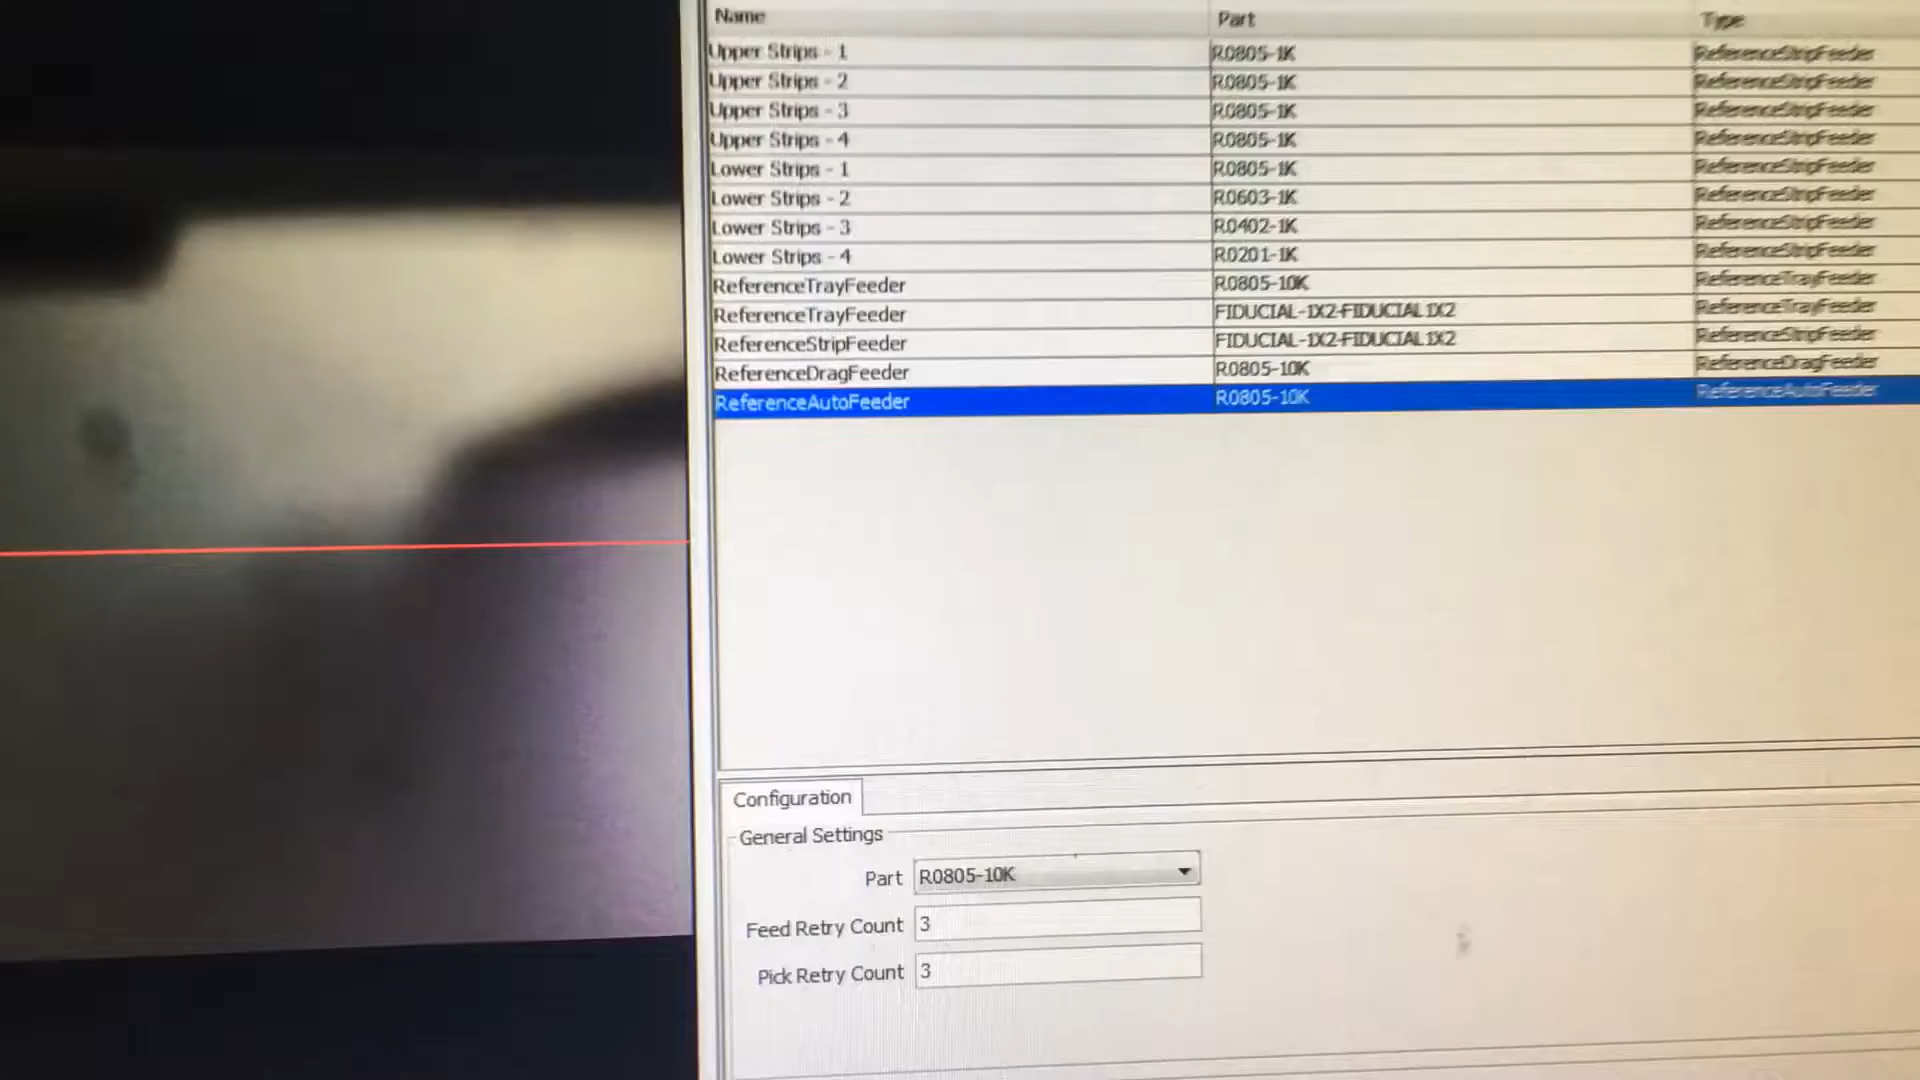 Name Part Type
Upper Strips - 1 R0805-1K ReferenceStripFeeder
Upper Strips - 2 R0805-1K ReferenceStripFeeder
Upper Strips - 3 R0805-1K ReferenceStripFeeder
Upper Strips - 4 R0805-1K ReferenceStripFeeder
Lower Strips - 1 R0805-1K ReferenceStripFeeder
Lower Strips - 2 R0603-1K ReferenceStripFeeder
Lower Strips - 3 R0402-1K ReferenceStripFeeder
Lower Strips - 4 R0201-1K ReferenceStripFeeder
ReferenceTrayFeeder R0805-10K ReferenceTrayFeeder
ReferenceTrayFeeder FIDUCIAL-1X2-FIDUCIAL1X2 ReferenceTrayFeeder
ReferenceStripFeeder FIDUCIAL-1X2-FIDUCIAL1X2 ReferenceStripFeeder
ReferenceDragFeeder R0805-10K ReferenceDragFeeder
ReferenceAutoFeeder R0805-10K ReferenceAutoFeeder
Configuration
General Settings
Part R0805-10K
Feed Retry Count 3
Pick Retry Count 3